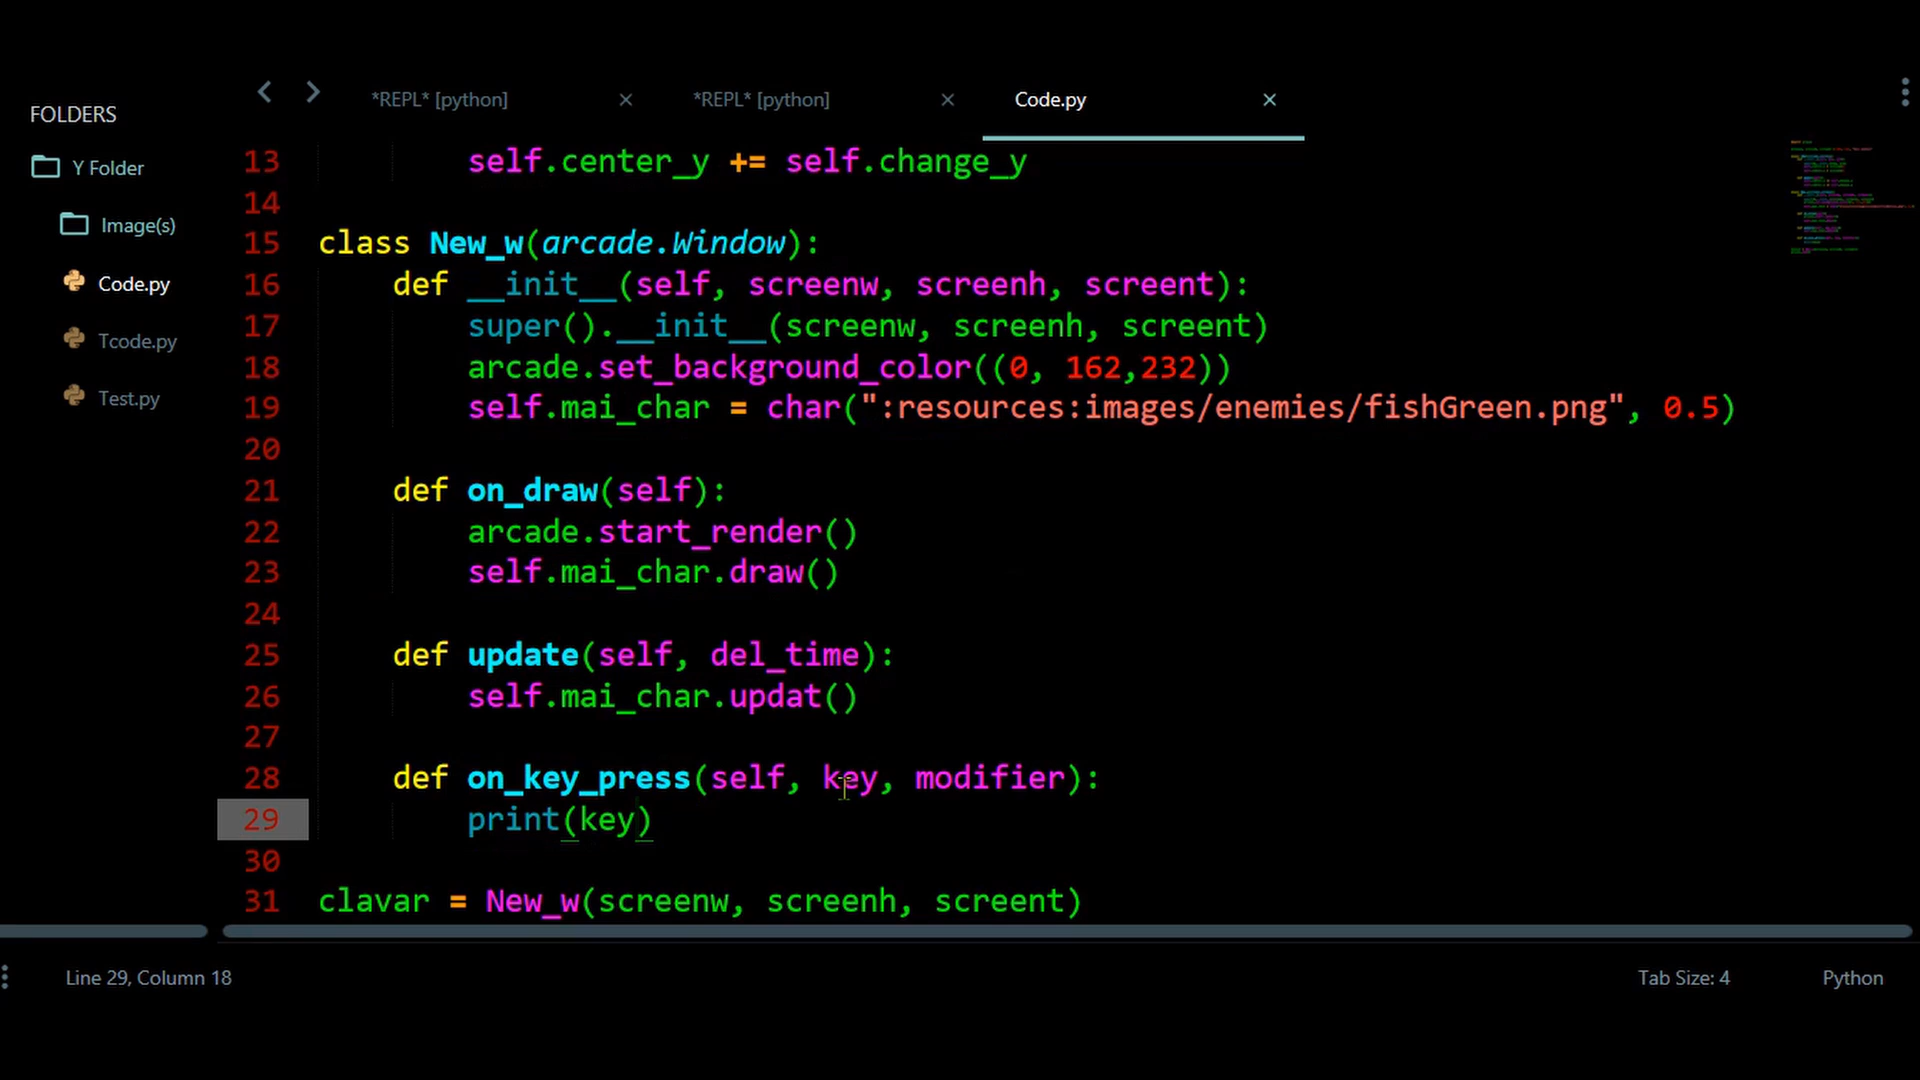 FOLDERS
Y Folder
Image(s)
Code.py
Tcode.py
Test.py
*REPL* [python]
*REPL* [python]
Code.py
13 self.center_y += self.change_y
14
15 class New_w(arcade.Window):
16 def __init__(self, screenw, screenh, screent):
17 super().__init__(screenw, screenh, screent)
18 arcade.set_background_color((0, 162,232))
19 self.mai_char = char(":resources:images/enemies/fishGreen.png", 0.5)
20
21 def on_draw(self):
22 arcade.start_render()
23 self.mai_char.draw()
24
25 def update(self, del_time):
26 self.mai_char.updat()
27
28 def on_key_press(self, key, modifier):
29 print(key)
30
31 clavar = New_w(screenw, screenh, screent)
Line 29, Column 18
Tab Size: 4
Python